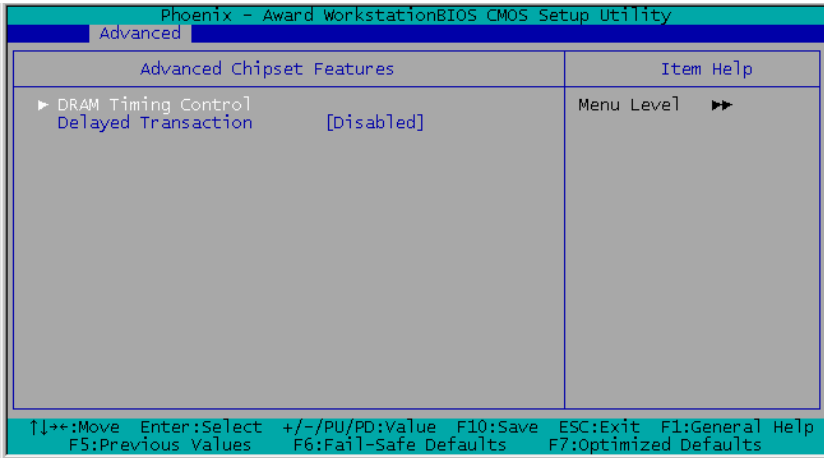 Phoenix - Award WorkstationBIOS CMOS Setup Utility
Advanced
Advanced Chipset Features
Item Help
▶ DRAM Timing Control
Delayed Transaction [Disabled]
Menu Level ▶▶
↑↓→←:Move Enter:Select +/-/PU/PD:Value F10:Save ESC:Exit F1:General Help
F5:Previous Values F6:Fail-Safe Defaults F7:Optimized Defaults